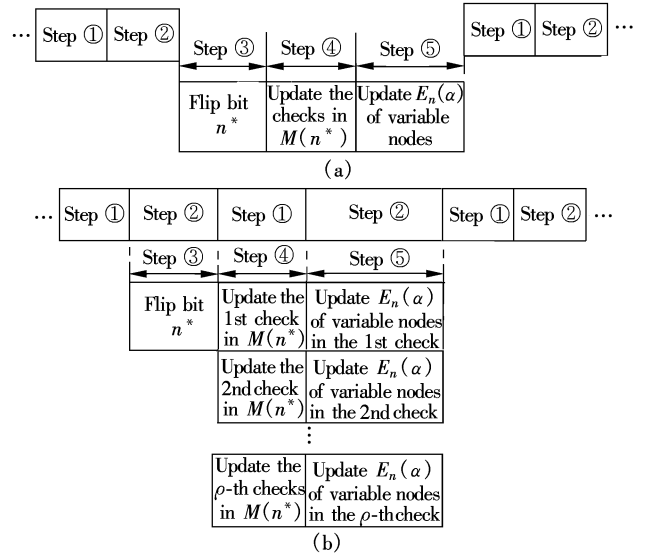 ... Step ① Step ② Step ③ Step ④ Step ⑤ Step ① Step ② ...
Flip bit
n*
Update the
checks in
M(n*)
Update Eₙ(α)
of variable
nodes
(a)
... Step ① Step ② Step ① Step ② Step ① Step ② ...
Step ③ Step ④ Step ⑤
Flip bit
n*
Update the
1st check
in M(n*)
Update Eₙ(α)
of variable nodes
in the 1st check
Update the
2nd check
in M(n*)
Update Eₙ(α)
of variable nodes
in the 2nd check
⋮
Update the
ρ-th checks
in M(n*)
Update Eₙ(α)
of variable nodes
in the ρ-th check
(b)